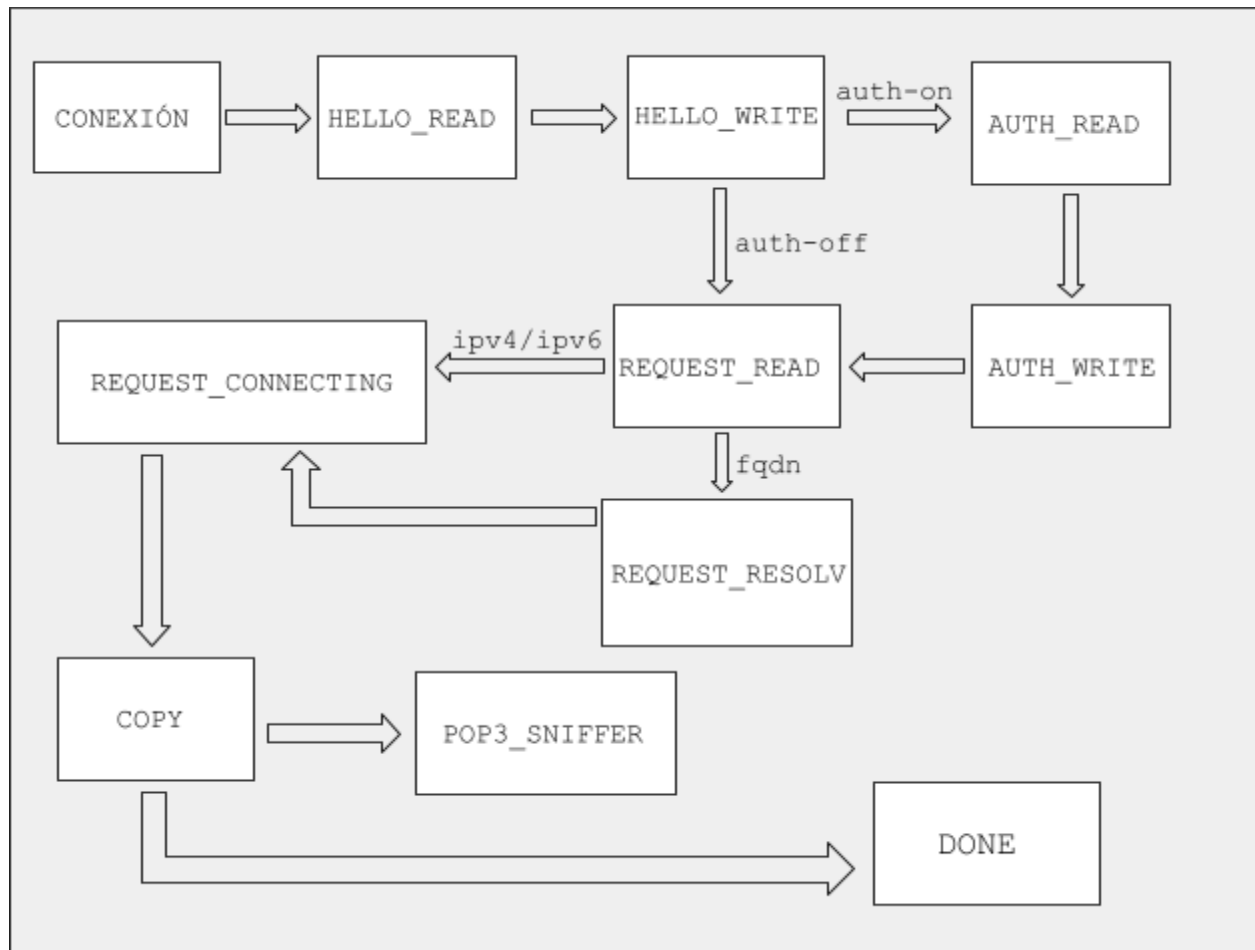 CONEXIÓN
HELLO_READ
HELLO_WRITE
auth-on
AUTH_READ
auth-off
REQUEST_CONNECTING
ipv4/ipv6
REQUEST_READ
AUTH_WRITE
fqdn
REQUEST_RESOLV
COPY
POP3_SNIFFER
DONE